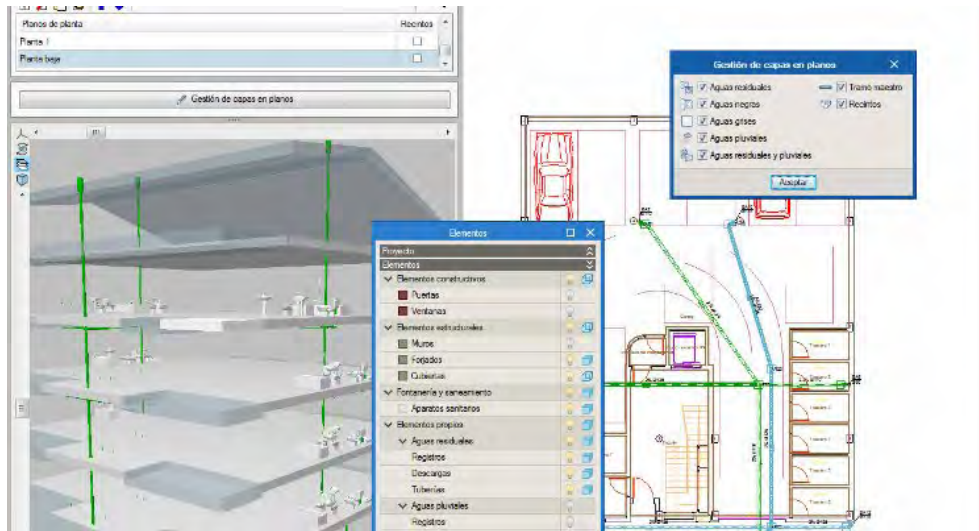 Planos de planta Recintos
Planta 1
Planta baja
Gestión de capas en planos
Gestión de capas en planos
Aguas residuales Tramo maestro
Aguas negras Recintos
Aguas grises
Aguas pluviales
Aguas residuales y pluviales
Aceptar
Elementos
Proyecto
Elementos
Elementos constructivos
Puertas
Ventanas
Elementos estructurales
Muros
Forjados
Cubiertas
Fontanería y saneamiento
Aparatos sanitarios
Elementos propios
Aguas residuales
Registros
Descargas
Tuberías
Aguas pluviales
Registros